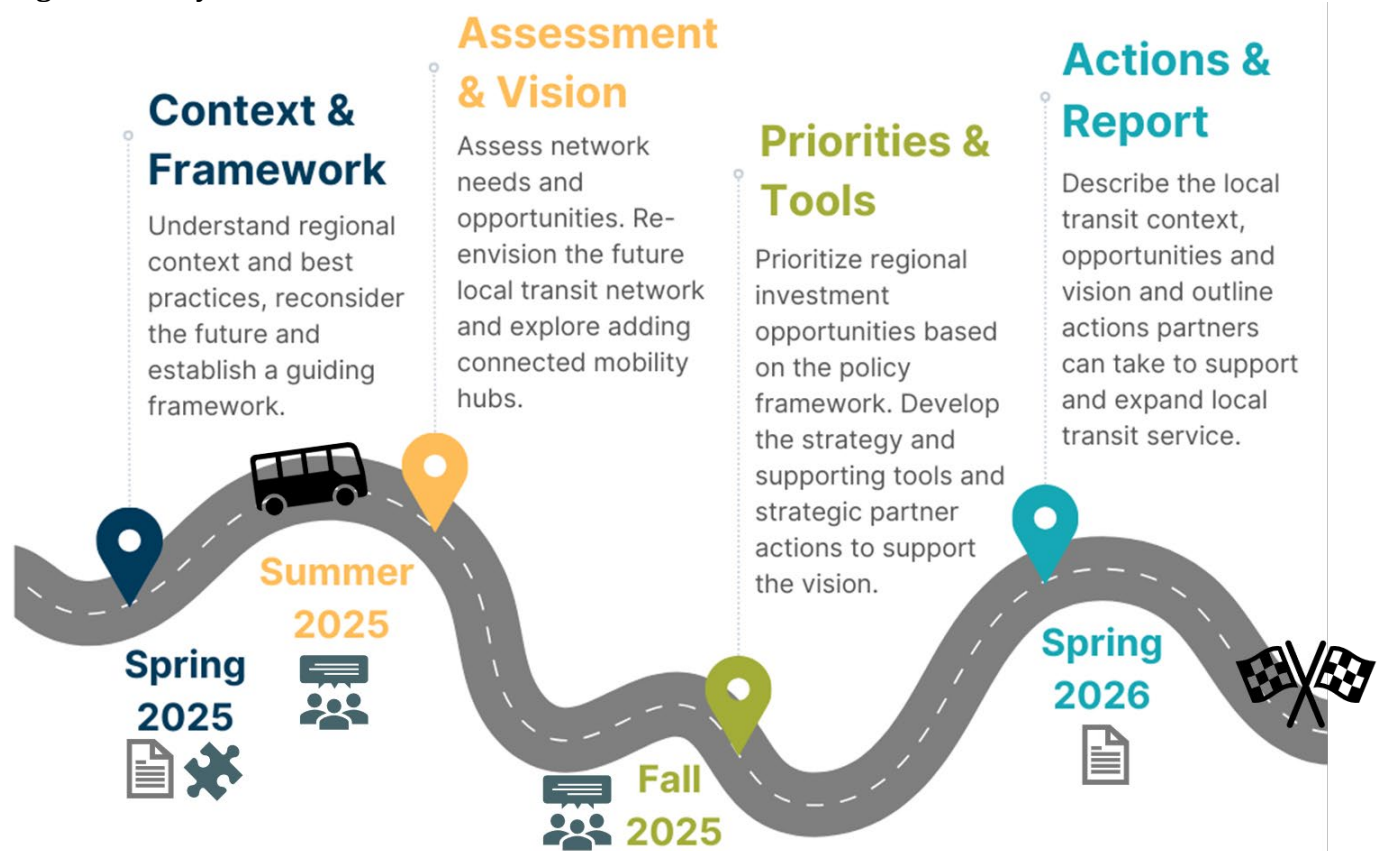 Context &
Framework
Understand regional
context and best
practices, reconsider
the future and
establish a guiding
framework.
Spring
2025
Assessment
& Vision
Assess network
needs and
opportunities. Re-
envision the future
local transit network
and explore adding
connected mobility
hubs.
Summer
2025
Priorities &
Tools
Prioritize regional
investment
opportunities based
on the policy
framework. Develop
the strategy and
supporting tools and
strategic partner
actions to support
the vision.
Fall
2025
Actions &
Report
Describe the local
transit context,
opportunities and
vision and outline
actions partners
can take to support
and expand local
transit service.
Spring
2026